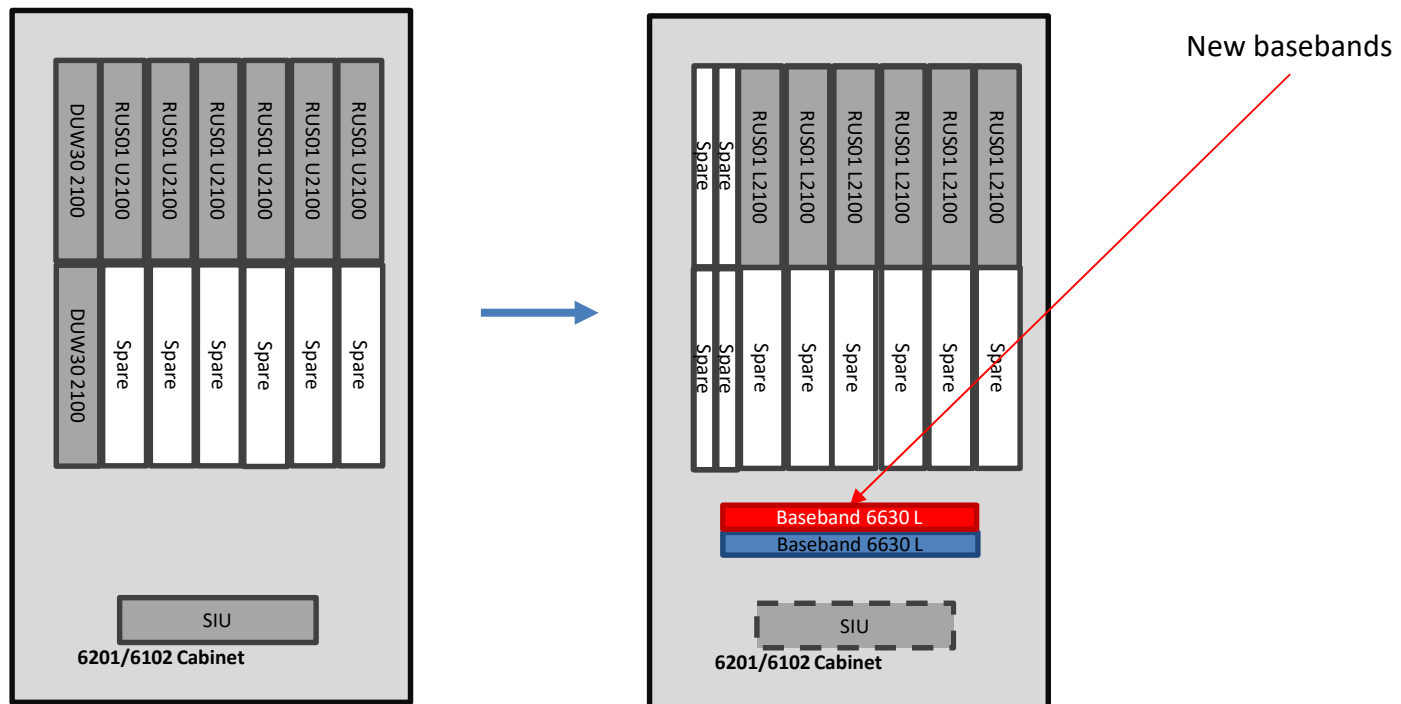 New basebands
DUW30 2100
RUS01 U2100
RUS01 U2100
RUS01 U2100
RUS01 U2100
RUS01 U2100
RUS01 U2100
DUW30 2100
Spare
Spare
Spare
Spare
Spare
Spare
SIU
6201/6102 Cabinet
Spare
Spare
RUS01 L2100
RUS01 L2100
RUS01 L2100
RUS01 L2100
RUS01 L2100
RUS01 L2100
Spare
Spare
Spare
Spare
Spare
Spare
Spare
Spare
Baseband 6630 L
Baseband 6630 L
SIU
6201/6102 Cabinet